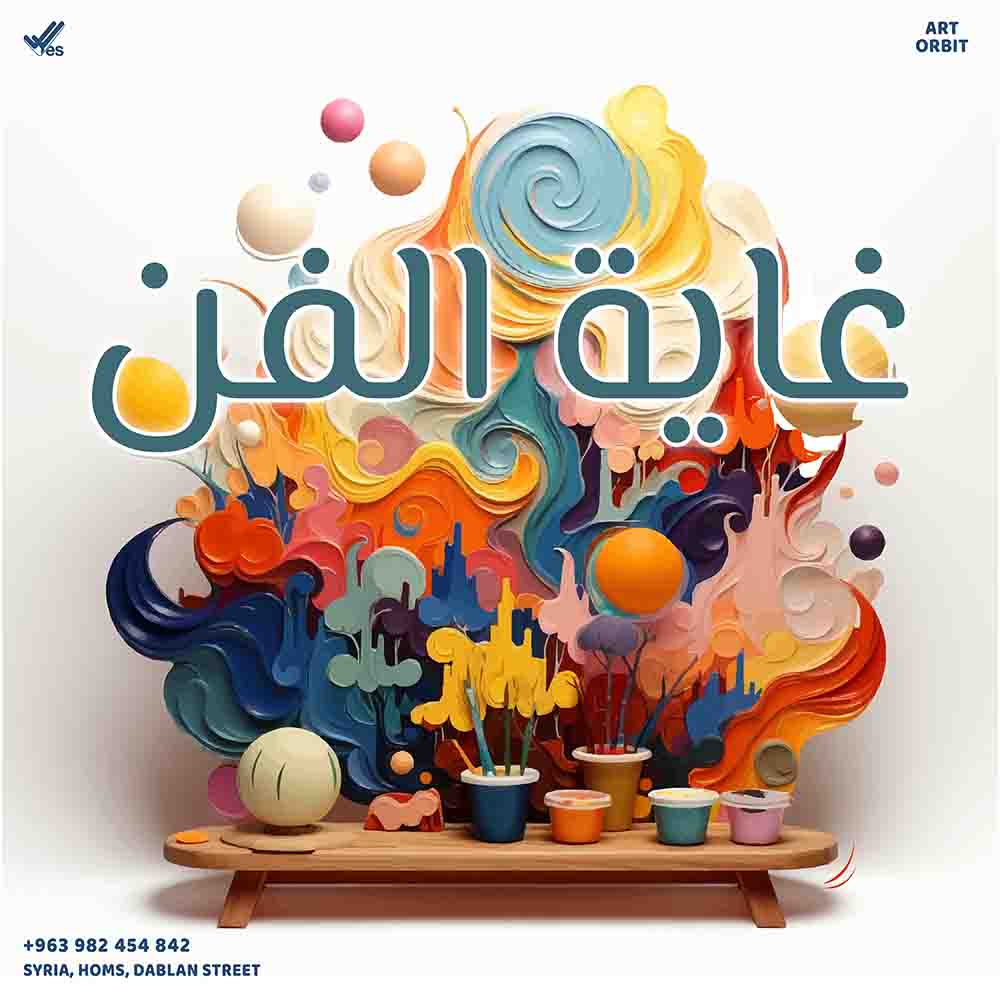 Yes
ART
ORBIT
غاية الفن
+963 982 454 842
SYRIA, HOMS, DABLAN STREET